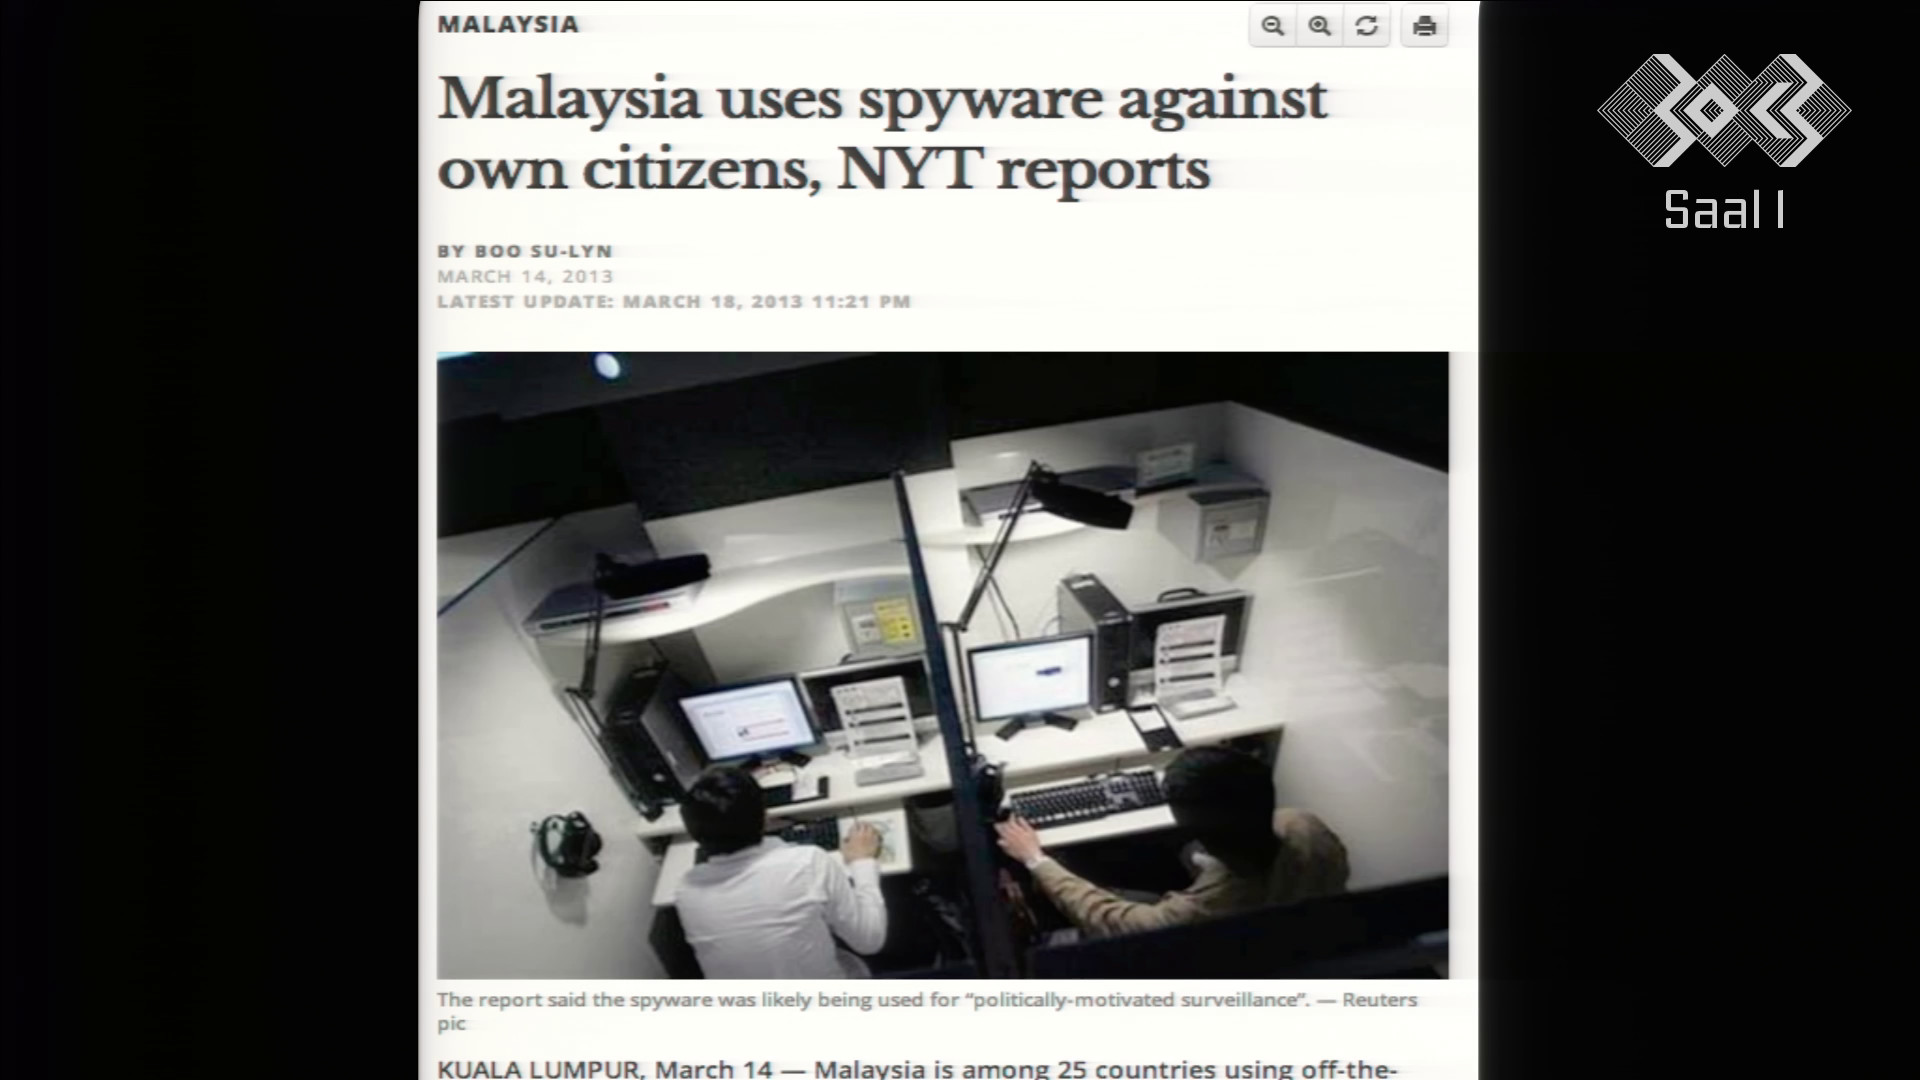 MALAYSIA
Malaysia uses spyware against
own citizens, NYT reports
BY BOO SU-LYN
MARCH 14, 2013
LATEST UPDATE: MARCH 18, 2013 11:21 PM
The report said the spyware was likely being used for “politically-motivated surveillance”. — Reuters
pic
KUALA LUMPUR, March 14 — Malaysia is among 25 countries using off-the-
30C3
Saal 1